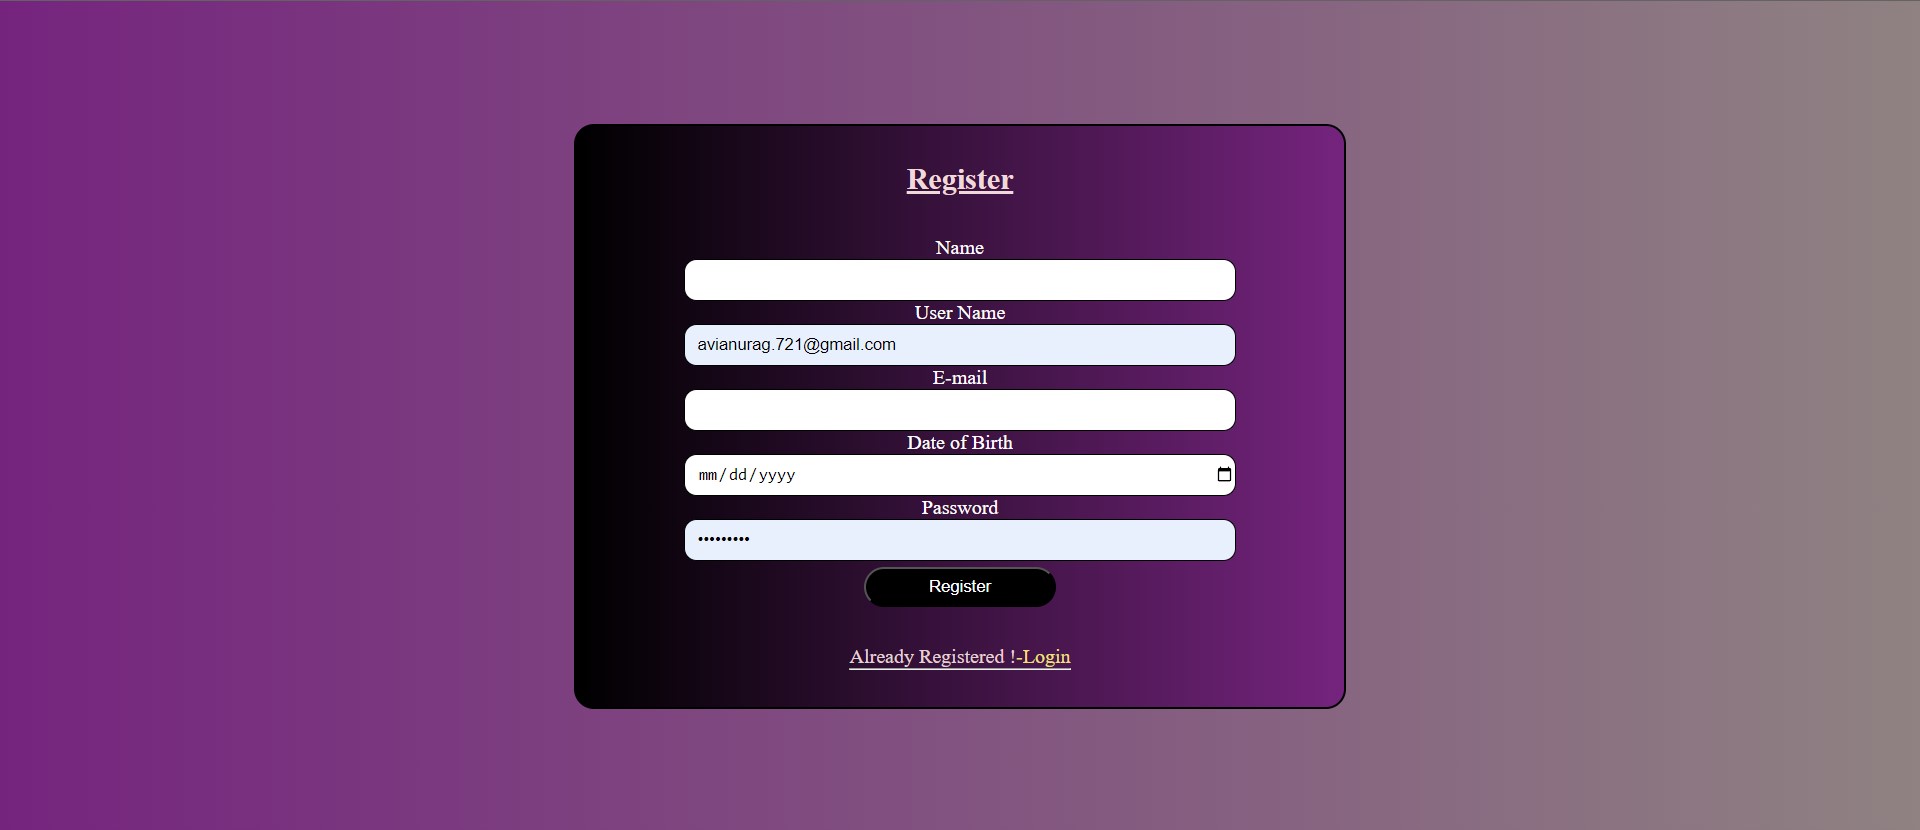 Register
Name
User Name
avianurag.721@gmail.com
E-mail
Date of Birth
mm/dd/yyyy
Password
•••••••••
Register
Already Registered !-Login